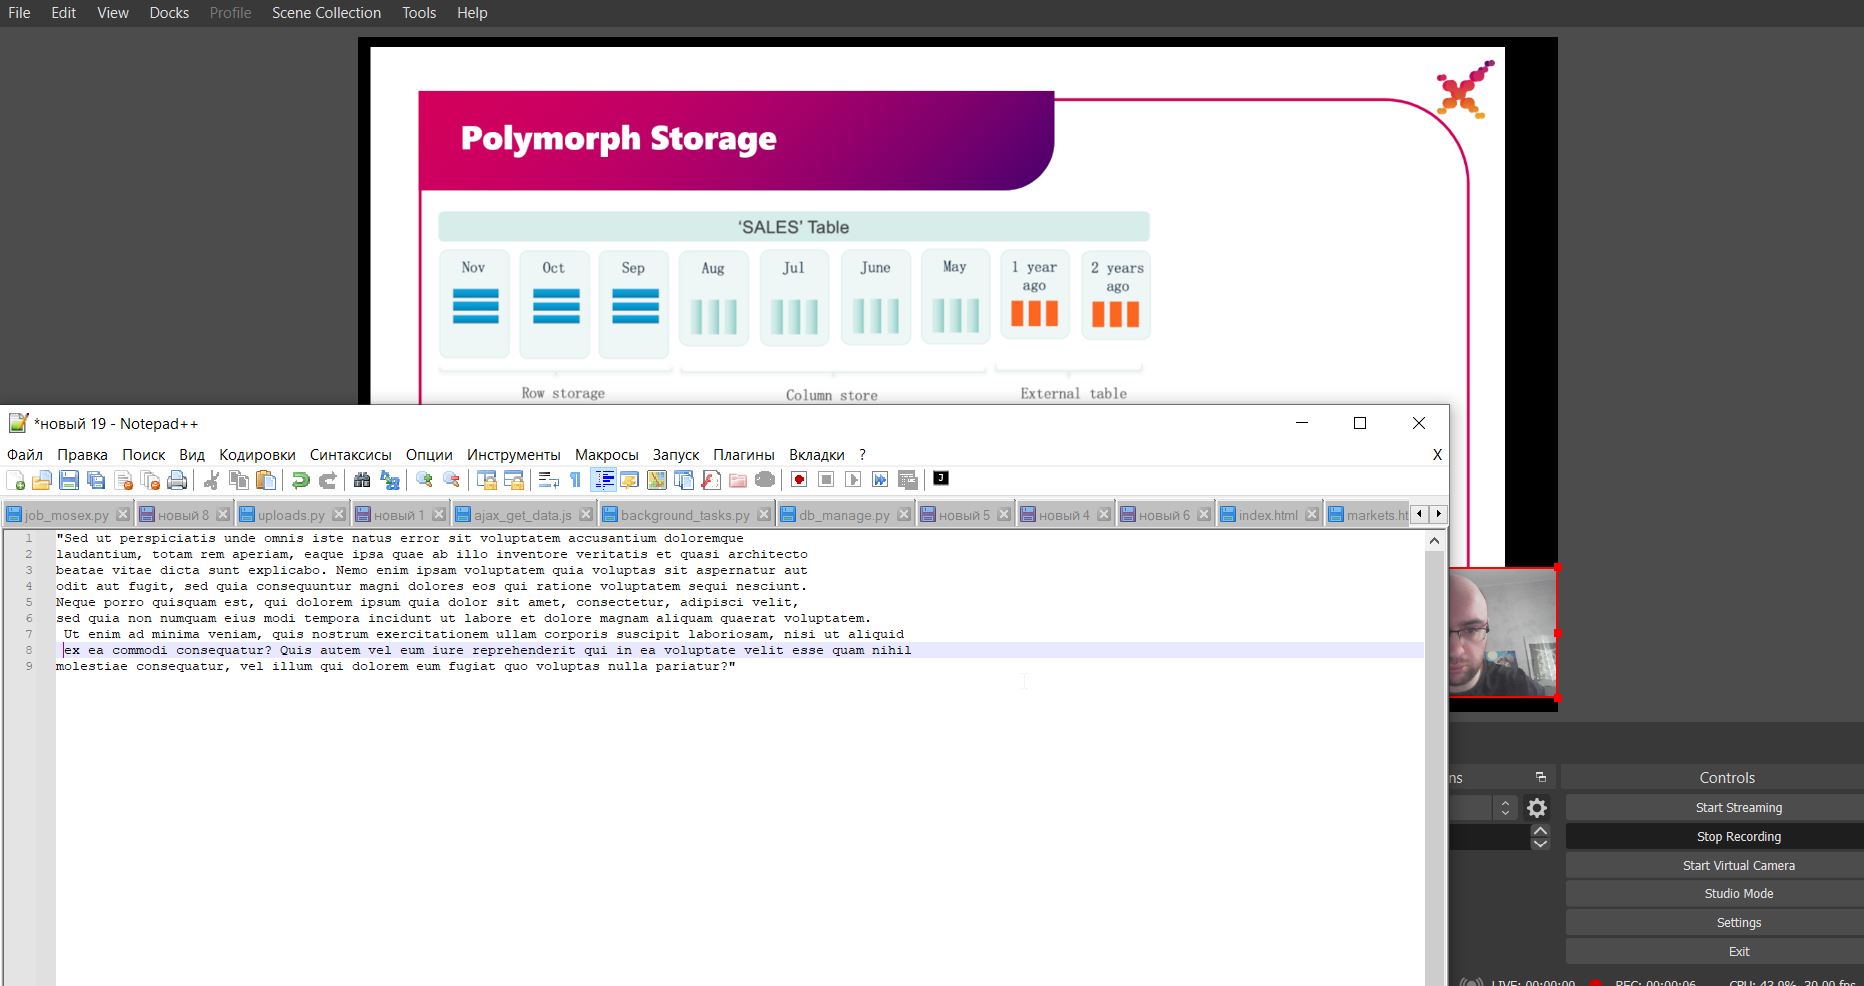 File Edit View Docks Profile Scene Collection Tools Help
Polymorph Storage
‘SALES’ Table
Nov Oct Sep Aug Jul June May 1 year ago 2 years ago
Row storage Column store External table
*новый 19 - Notepad++
Файл Правка Поиск Вид Кодировки Синтаксисы Опции Инструменты Макросы Запуск Плагины Вкладки ? X
job_mosex.py новый 8 uploads.py новый 1 ajax_get_data.js background_tasks.py db_manage.py новый 5 новый 4 новый 6 index.html markets.ht
1 "Sed ut perspiciatis unde omnis iste natus error sit voluptatem accusantium doloremque
2 laudantium, totam rem aperiam, eaque ipsa quae ab illo inventore veritatis et quasi architecto
3 beatae vitae dicta sunt explicabo. Nemo enim ipsam voluptatem quia voluptas sit aspernatur aut
4 odit aut fugit, sed quia consequuntur magni dolores eos qui ratione voluptatem sequi nesciunt.
5 Neque porro quisquam est, qui dolorem ipsum quia dolor sit amet, consectetur, adipisci velit,
6 sed quia non numquam eius modi tempora incidunt ut labore et dolore magnam aliquam quaerat voluptatem.
7 Ut enim ad minima veniam, quis nostrum exercitationem ullam corporis suscipit laboriosam, nisi ut aliquid
8 ex ea commodi consequatur? Quis autem vel eum iure reprehenderit qui in ea voluptate velit esse quam nihil
9 molestiae consequatur, vel illum qui dolorem eum fugiat quo voluptas nulla pariatur?"
ns Controls
Start Streaming
Stop Recording
Start Virtual Camera
Studio Mode
Settings
Exit
LIVE: 00:00:00 REC: 00:00:06 CPU: 43.9%, 30.00 fps